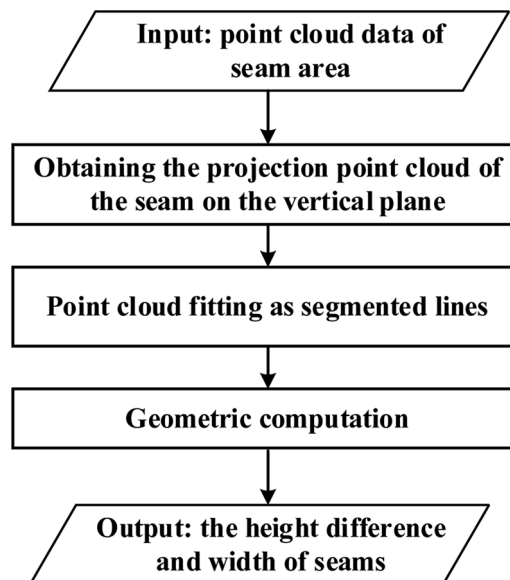 Input: point cloud data of
seam area
Obtaining the projection point cloud of
the seam on the vertical plane
Point cloud fitting as segmented lines
Geometric computation
Output: the height difference
and width of seams